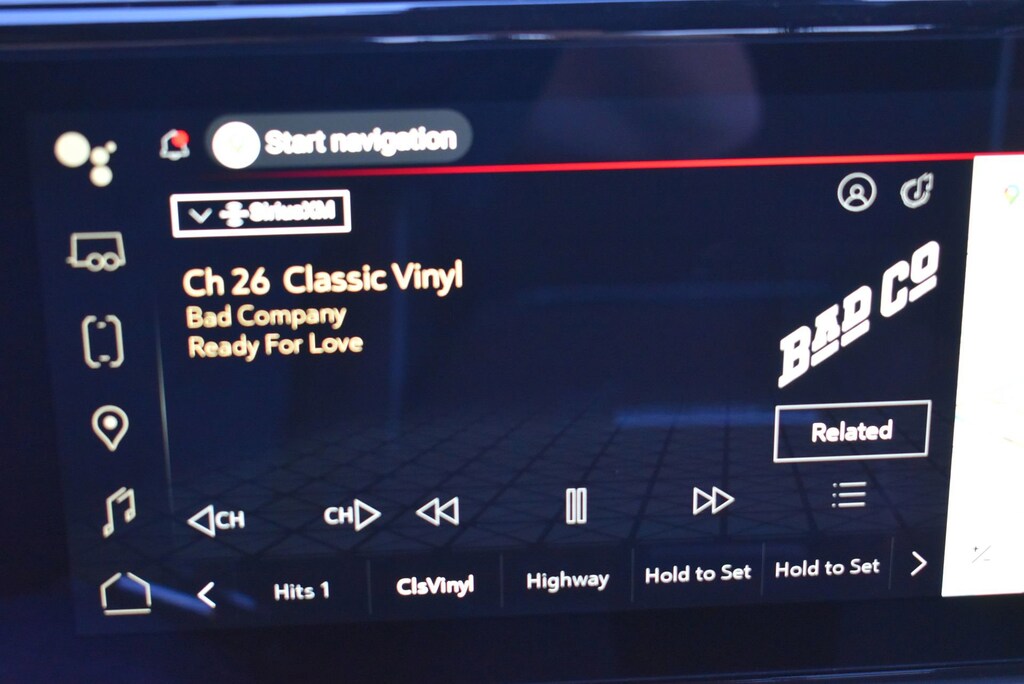 Start navigation
SiriusXM
Ch 26 Classic Vinyl
Bad Company
Ready For Love
BAD CO
Related
CH CH
Hits 1 ClsVinyl Highway Hold to Set Hold to Set